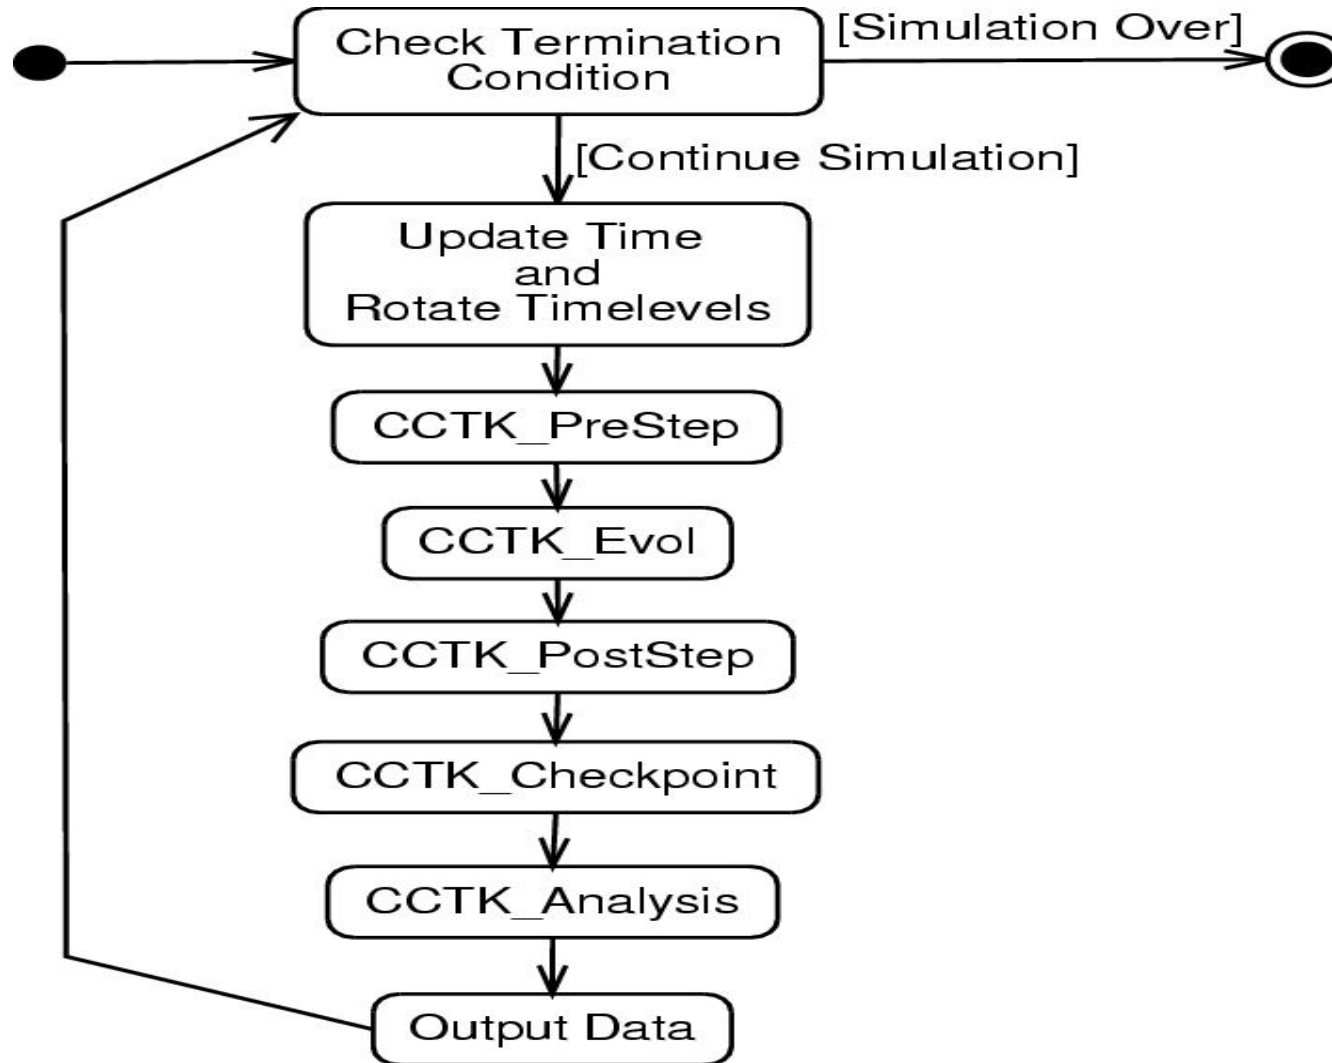 Check Termination
Condition
[Simulation Over]
[Continue Simulation]
Update Time
and
Rotate Timelevels
CCTK_PreStep
CCTK_Evol
CCTK_PostStep
CCTK_Checkpoint
CCTK_Analysis
Output Data